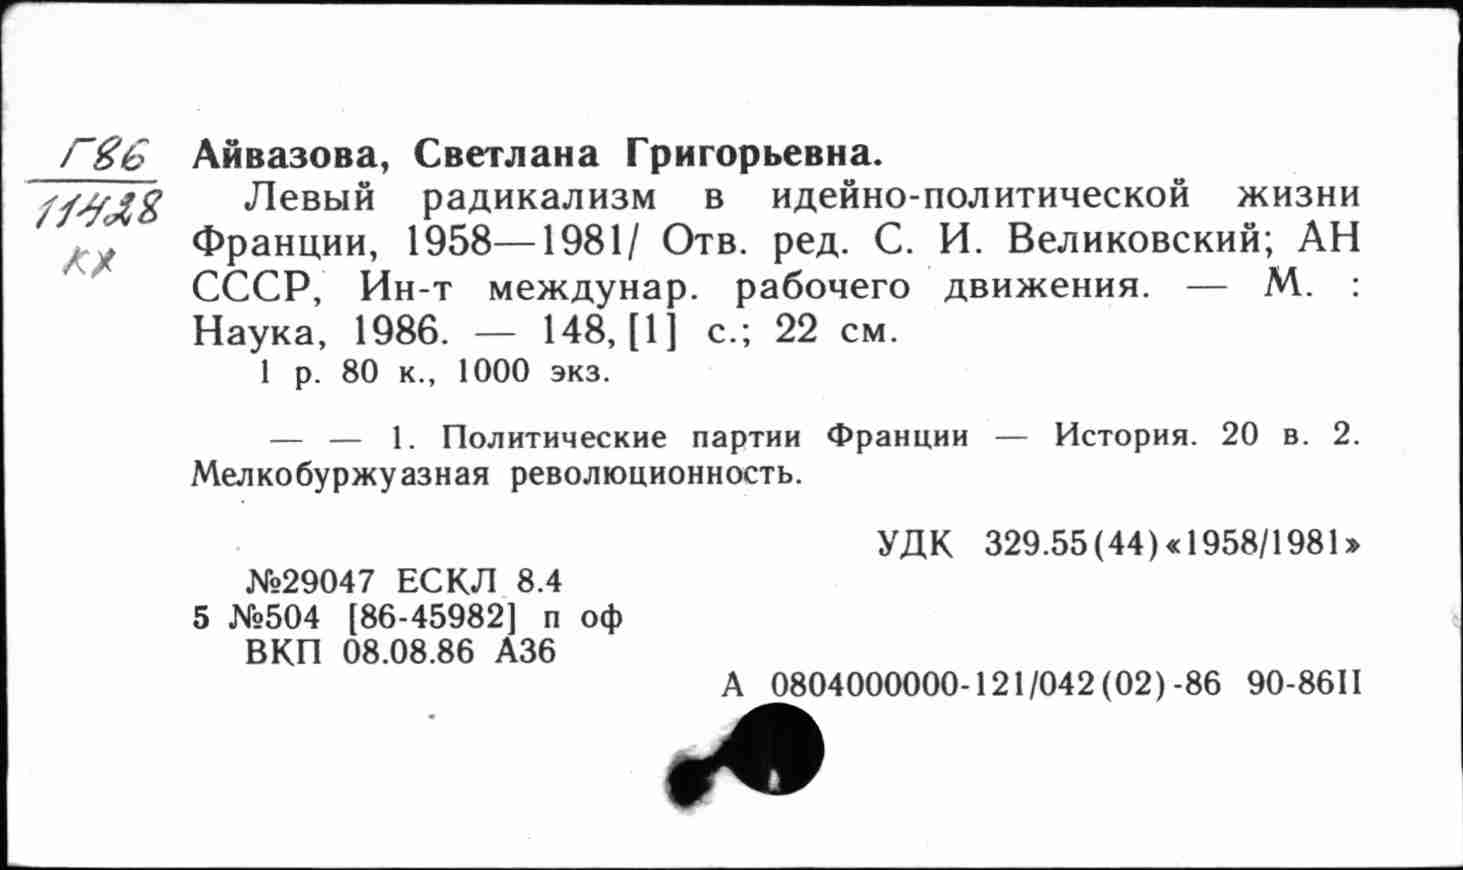 Г86
11428
кх
Айвазова, Светлана Григорьевна.
Левый радикализм в идейно-политической жизни
Франции, 1958—1981/ Отв. ред. С. И. Великовский; АН
СССР, Ин-т междунар. рабочего движения. — М. :
Наука, 1986. — 148, [1] с.; 22 см.
1 р. 80 к., 1000 экз.
— — 1. Политические партии Франции — История. 20 в. 2.
Мелкобуржуазная революционность.
УДК 329.55(44)«1958/1981»
№29047 ЕСКЛ 8.4
5 №504 [86-45982] п оф
ВКП 08.08.86 А36
А 0804000000-121/042(02)-86 90-86II